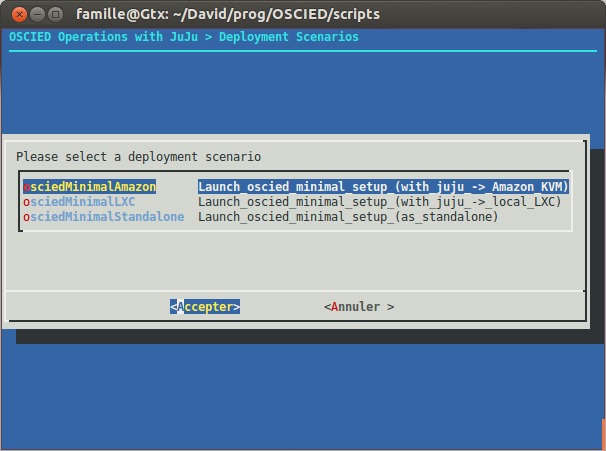 famille@Gtx: ~/David/prog/OSCIED/scripts
OSCIED Operations with JuJu > Deployment Scenarios
Please select a deployment scenario
osciedMinimalAmazon Launch_oscied_minimal_setup_(with_juju_->_Amazon_KVM)
osciedMinimalLXC Launch_oscied_minimal_setup_(with_juju_->_local_LXC)
osciedMinimalStandalone Launch_oscied_minimal_setup_(as_standalone)
<Accepter> <Annuler >